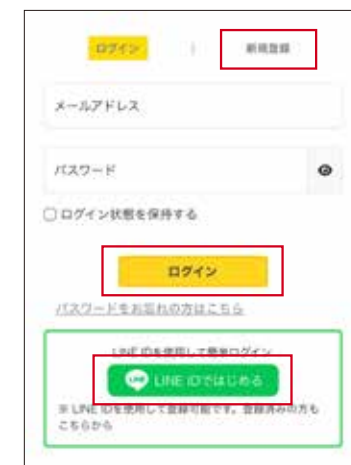 ログイン | 新規登録
メールアドレス
パスワード
ログイン状態を保持する
ログイン
パスワードをお忘れの方はこちら
LINE IDを使用して簡単ログイン
LINE LINE IDではじめる
※ LINE IDを使用して登録可能です。登録済みの方も
こちらから